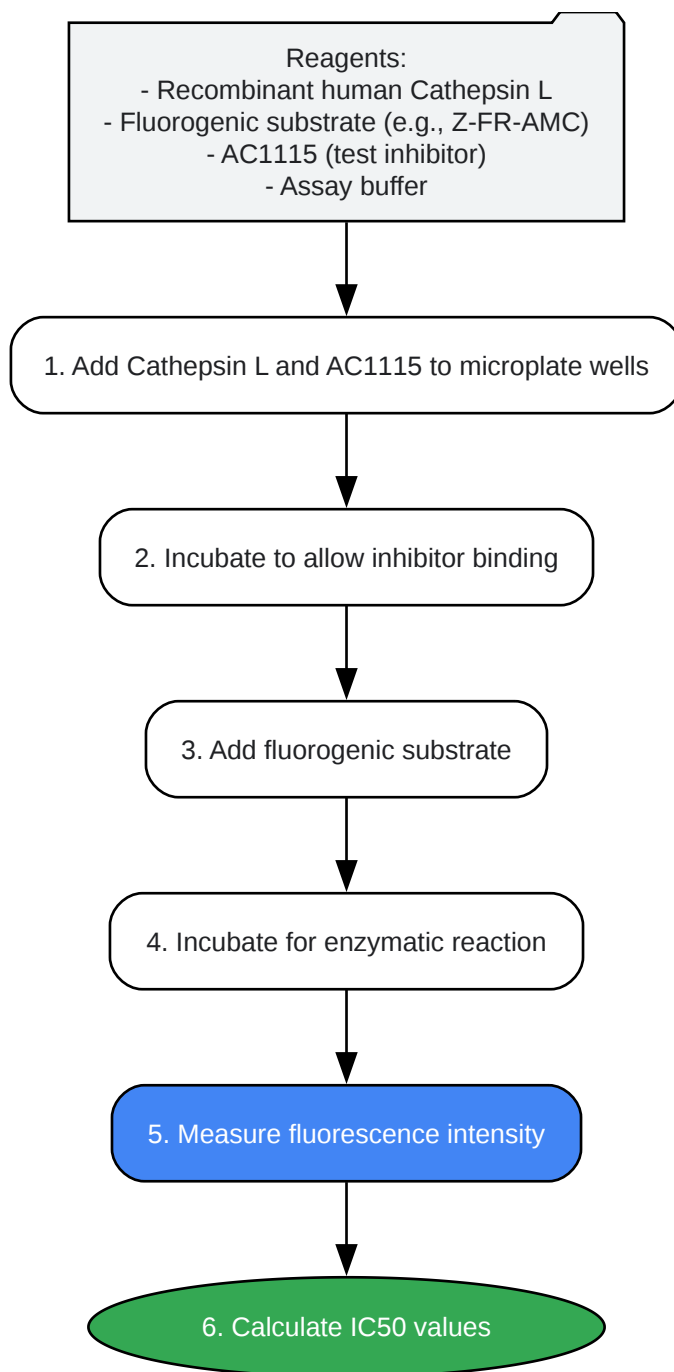 Reagents:
- Recombinant human Cathepsin L
- Fluorogenic substrate (e.g., Z-FR-AMC)
- AC1115 (test inhibitor)
- Assay buffer
1. Add Cathepsin L and AC1115 to microplate wells
2. Incubate to allow inhibitor binding
3. Add fluorogenic substrate
4. Incubate for enzymatic reaction
5. Measure fluorescence intensity
6. Calculate IC50 values